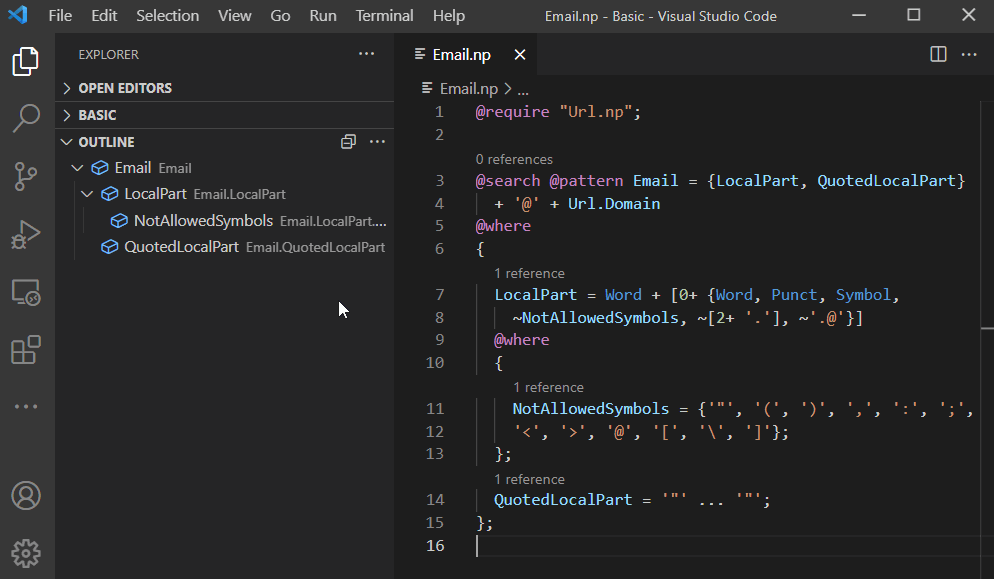 File Edit Selection View Go Run Terminal Help Email.np - Basic - Visual Studio Code
EXPLORER
OPEN EDITORS
BASIC
OUTLINE
Email Email
LocalPart Email.LocalPart
NotAllowedSymbols Email.LocalPart....
QuotedLocalPart Email.QuotedLocalPart
Email.np
Email.np > ...
1 @require "Url.np";
2
0 references
3 @search @pattern Email = {LocalPart, QuotedLocalPart}
4 + '@' + Url.Domain
5 @where
6 {
1 reference
7 LocalPart = Word + [0+ {Word, Punct, Symbol,
8 ~NotAllowedSymbols, ~[2+ '.'], ~'.@'}]
9 @where
10 {
1 reference
11 NotAllowedSymbols = {'"', '(', ')', ',', ':', ';',
12 '<', '>', '@', '[', '\', ']'};
13 };
1 reference
14 QuotedLocalPart = '"' ... '"';
15 };
16